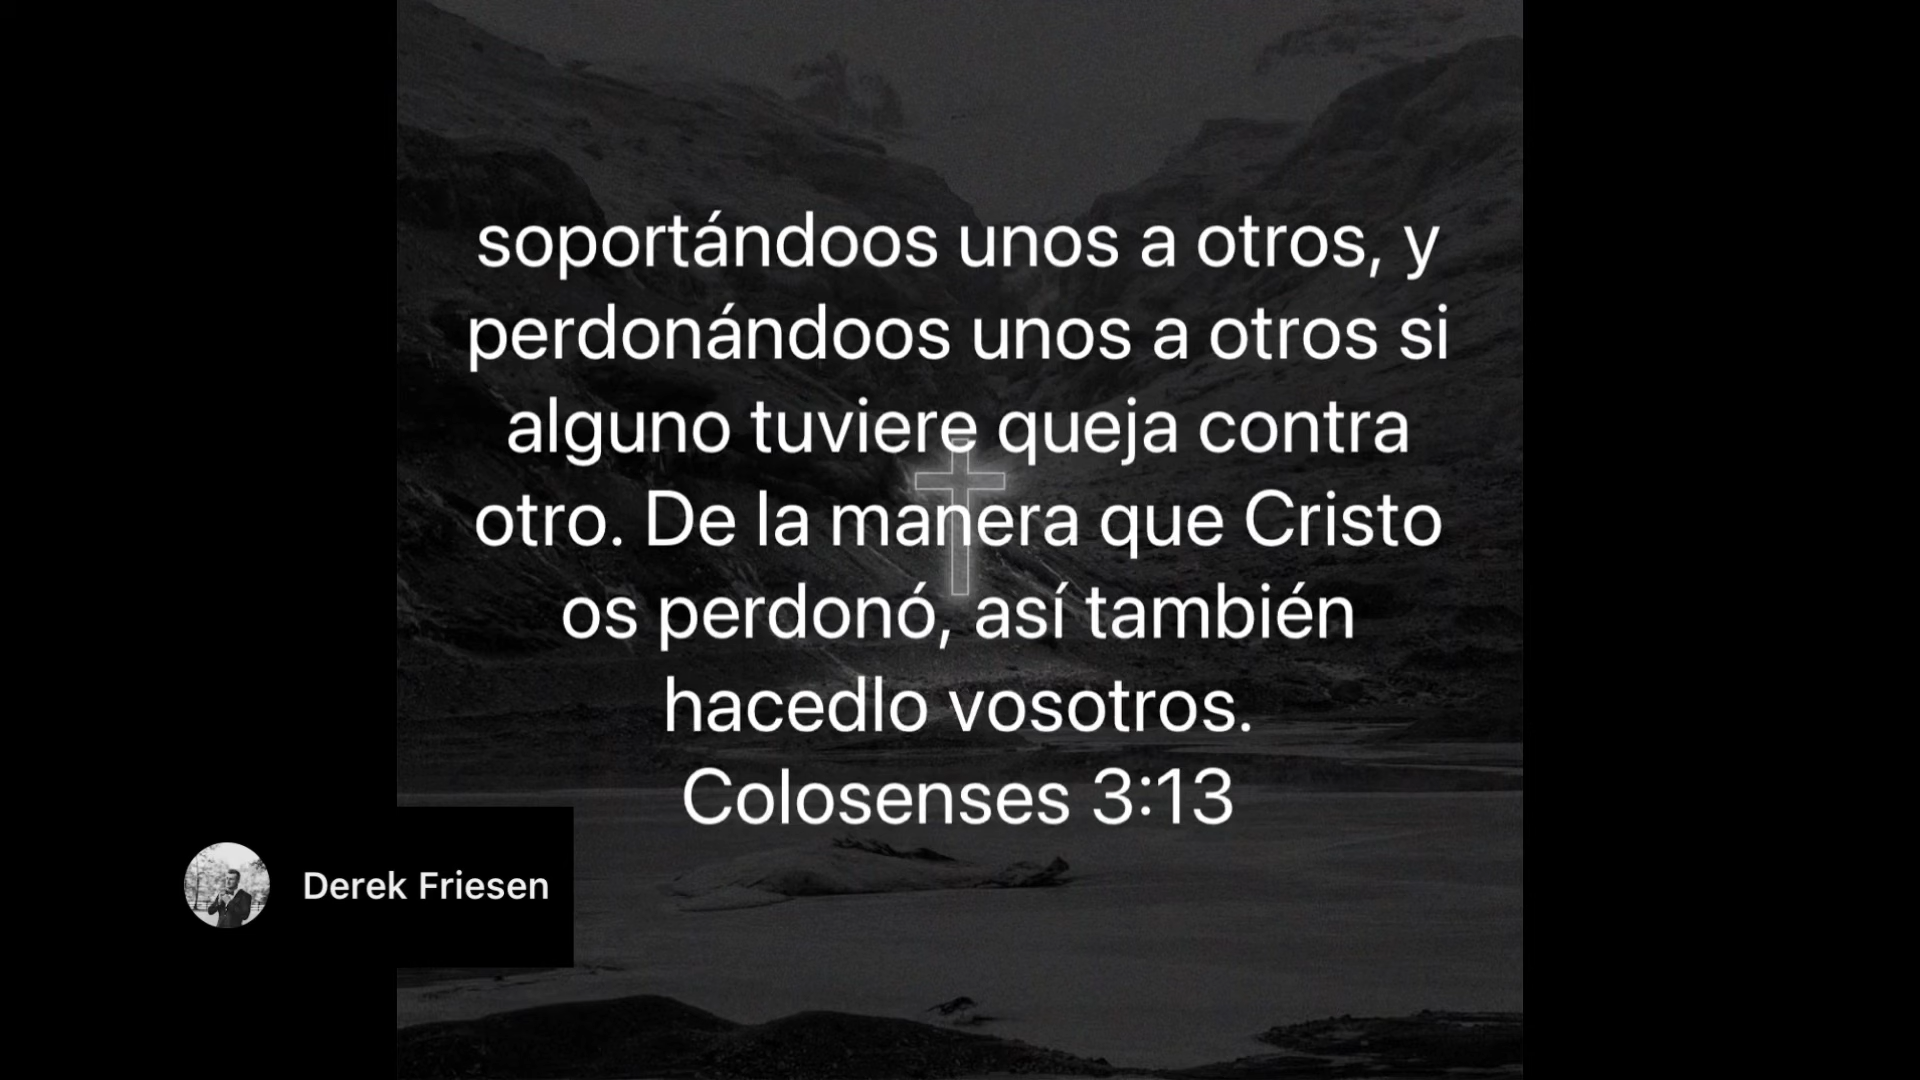 soportándoos unos a otros, y
perdonándoos unos a otros si
alguno tuviere queja contra
otro. De la manera que Cristo
os perdonó, así también
hacedlo vosotros.
Colosenses 3:13
Derek Friesen